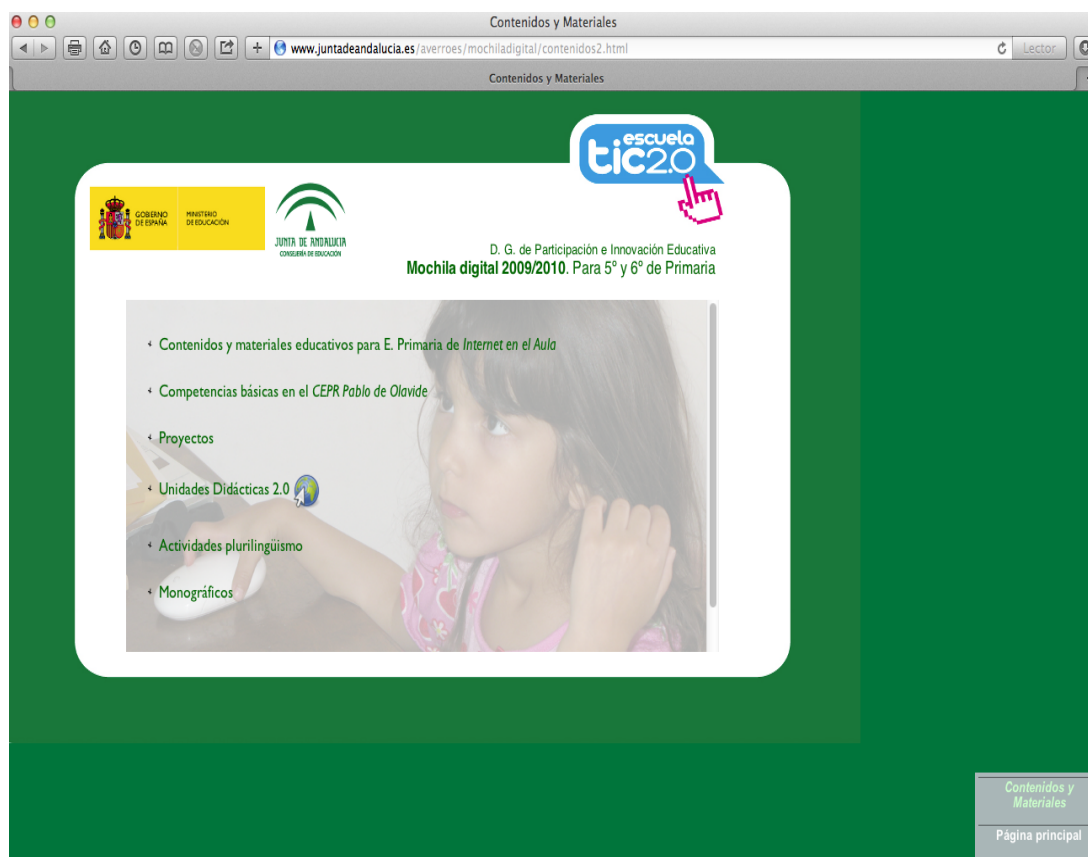 Contenidos y Materiales
www.juntadeandalucia.es/averroes/mochiladigital/contenidos2.html
Lector
Contenidos y Materiales
escuela
tic2.0
GOBIERNO
DE ESPAÑA
MINISTERIO
DE EDUCACIÓN
JUNTA DE ANDALUCIA
CONSEJERÍA DE EDUCACIÓN
D. G. de Participación e Innovación Educativa
Mochila digital 2009/2010. Para 5º y 6º de Primaria
Contenidos y materiales educativos para E. Primaria de Internet en el Aula
Competencias básicas en el CEPR Pablo de Olavide
Proyectos
Unidades Didácticas 2.0
Actividades plurilingüismo
Monográficos
Contenidos y
Materiales
Página principal